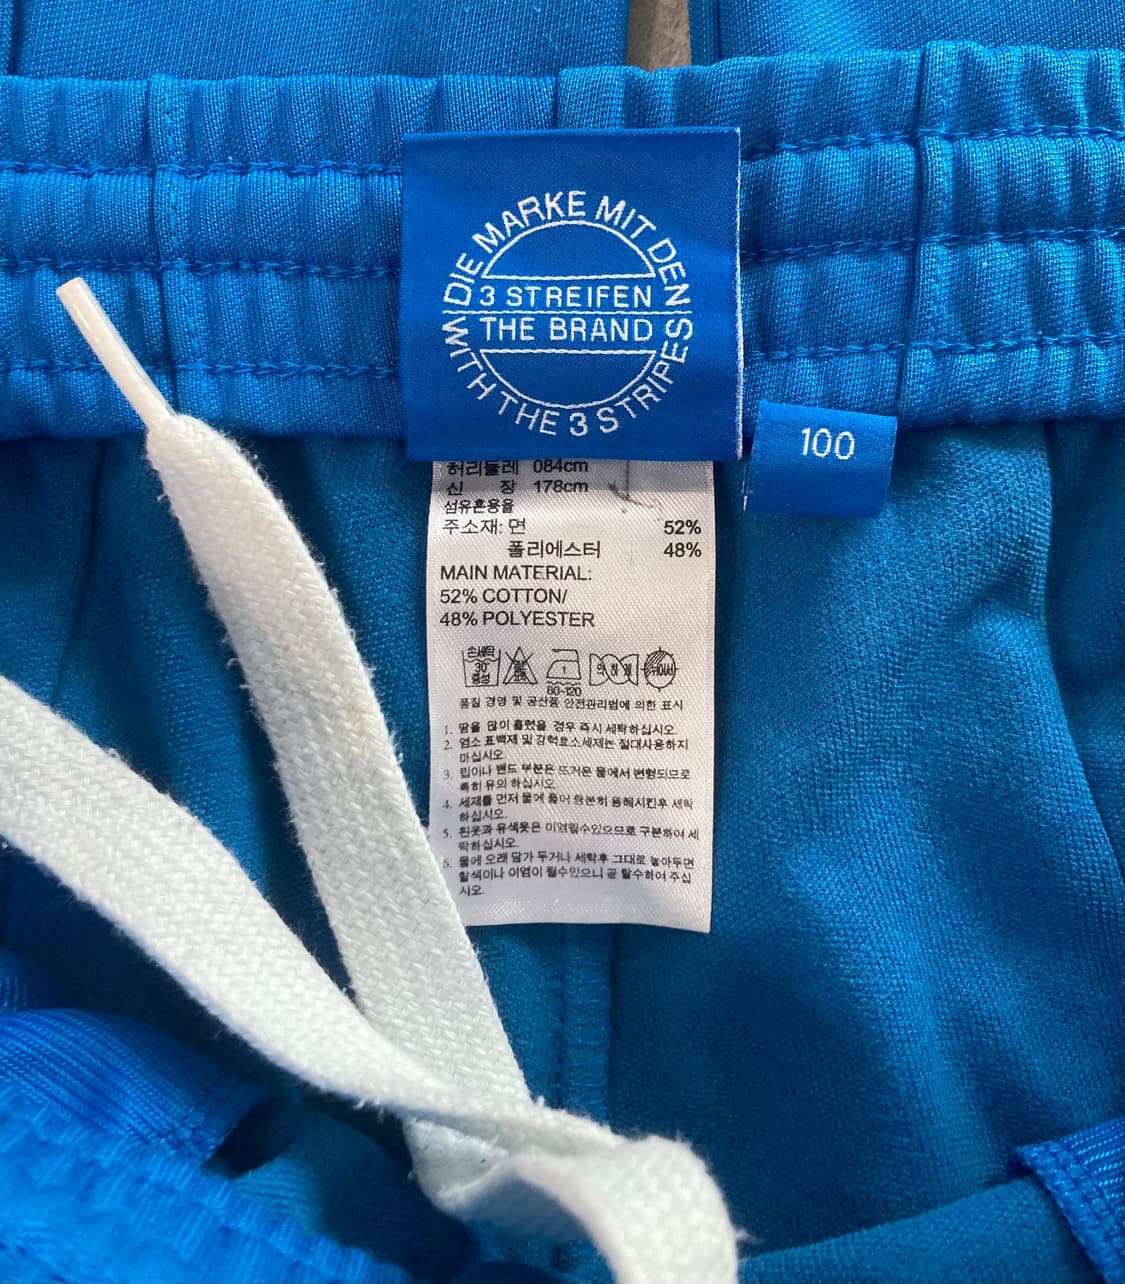 DIE MARKE MIT DEN
3 STREIFEN
THE BRAND
WITH THE 3 STRIPES
100
허리둘레 084cm
신 장 178cm
섬유혼용율
주소재: 면 52%
폴리에스터 48%
MAIN MATERIAL:
52% COTTON/
48% POLYESTER
손세탁
30
중성
1
80-120
품질 경영 및 공산품 안전관리법에 의한 표시
1. 땀을 많이 흘렸을 경우 즉시 세탁하십시오.
2. 염소 표백제 및 강력효소세제는 절대사용하지
마십시오.
3. 립이나 밴드 부분은 뜨거운 물에서 변형되므로
특히 유의 하십시오.
4. 세제를 먼저 물에 풀어 충분히 용해시킨후 세탁
하십시오.
5. 흰옷과 유색옷은 이염될수있으므로 구분하여 세
탁하십시오.
6. 물에 오래 담가 두거나 세탁후 그대로 놓아두면
탈색이나 이염이 될수있으니 곧 탈수하여 주십
시오.